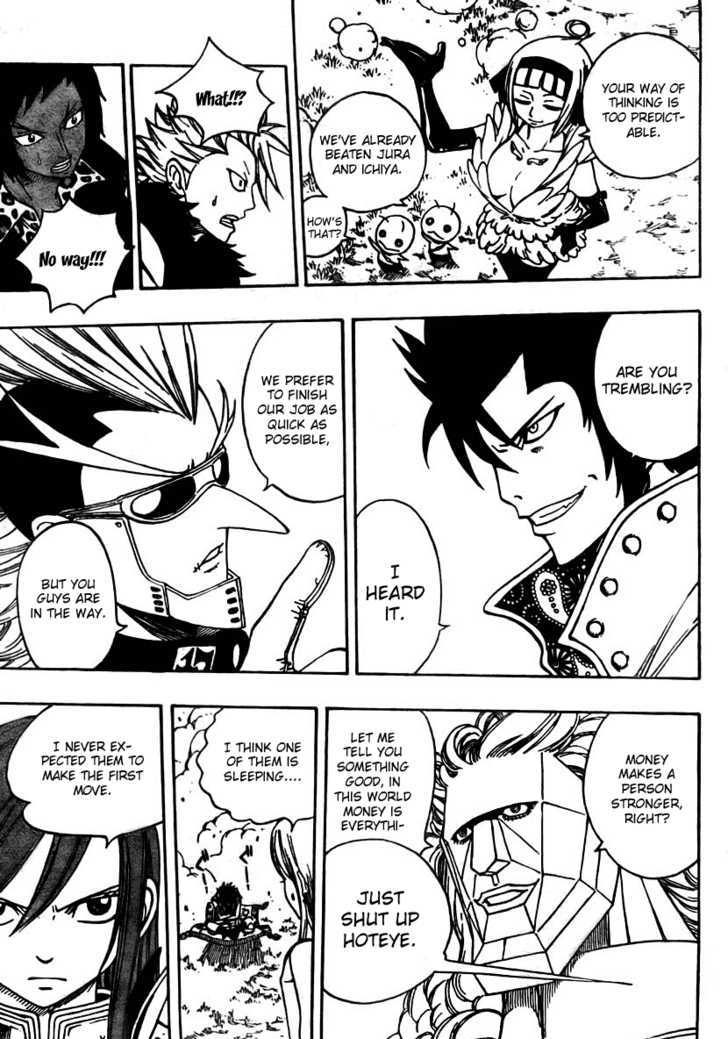 YOUR WAY OF
THINKING IS
TOO PREDICT-
ABLE.
WE'VE ALREADY
BEATEN JURA
AND ICHIYA.
HOW'S
THAT?
What!!?
No way!!!
ARE YOU
TREMBLING?
I
HEARD
IT.
WE PREFER
TO FINISH
OUR JOB AS
QUICK AS
POSSIBLE,
BUT YOU
GUYS ARE
IN THE WAY.
MONEY
MAKES A
PERSON
STRONGER,
RIGHT?
LET ME
TELL YOU
SOMETHING
GOOD, IN
THIS WORLD
MONEY IS
EVERYTHI-
JUST
SHUT UP
HOTEYE.
I THINK ONE
OF THEM IS
SLEEPING....
I NEVER EX-
PECTED THEM TO
MAKE THE FIRST
MOVE.